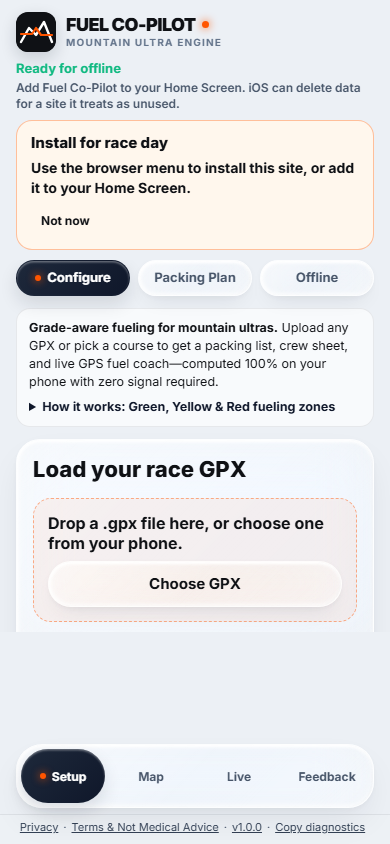 FUEL CO-PILOT
MOUNTAIN ULTRA ENGINE
Ready for offline
Add Fuel Co-Pilot to your Home Screen. iOS can delete data
for a site it treats as unused.
Install for race day
Use the browser menu to install this site, or add
it to your Home Screen.
Not now
Configure
Packing Plan
Offline
Grade-aware fueling for mountain ultras. Upload any
GPX or pick a course to get a packing list, crew sheet,
and live GPS fuel coach—computed 100% on your
phone with zero signal required.
How it works: Green, Yellow & Red fueling zones
Load your race GPX
Drop a .gpx file here, or choose one
from your phone.
Choose GPX
Setup
Map
Live
Feedback
Privacy · Terms & Not Medical Advice · v1.0.0 · Copy diagnostics